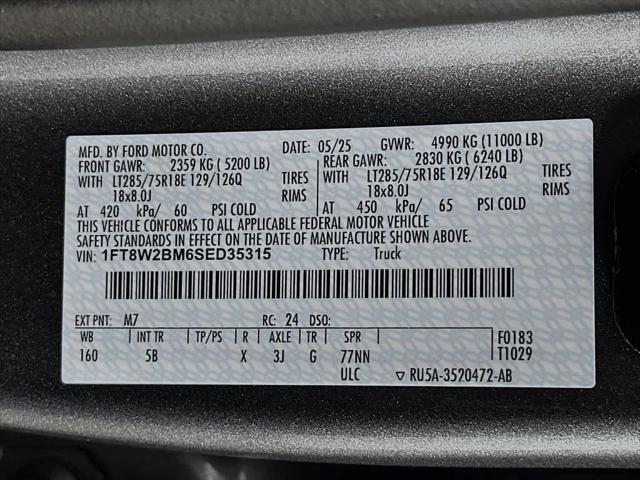 MFD. BY FORD MOTOR CO. DATE: 05/25 GVWR: 4990 KG (11000 LB)
FRONT GAWR: 2359 KG ( 5200 LB) REAR GAWR: 2830 KG ( 6240 LB)
WITH LT285/75R18E 129/126Q TIRES WITH LT285/75R18E 129/126Q TIRES
18x8.0J RIMS 18x8.0J RIMS
AT 420 kPa/ 60 PSI COLD AT 450 kPa/ 65 PSI COLD
THIS VEHICLE CONFORMS TO ALL APPLICABLE FEDERAL MOTOR VEHICLE
SAFETY STANDARDS IN EFFECT ON THE DATE OF MANUFACTURE SHOWN ABOVE.
VIN: 1FT8W2BM6SED35315 TYPE: Truck
EXT PNT: M7 RC: 24 DSO:
WB INT TR TP/PS R AXLE TR SPR F0183
160 5B X 3J G 77NN T1029
ULC ▽ RU5A-3520472-AB